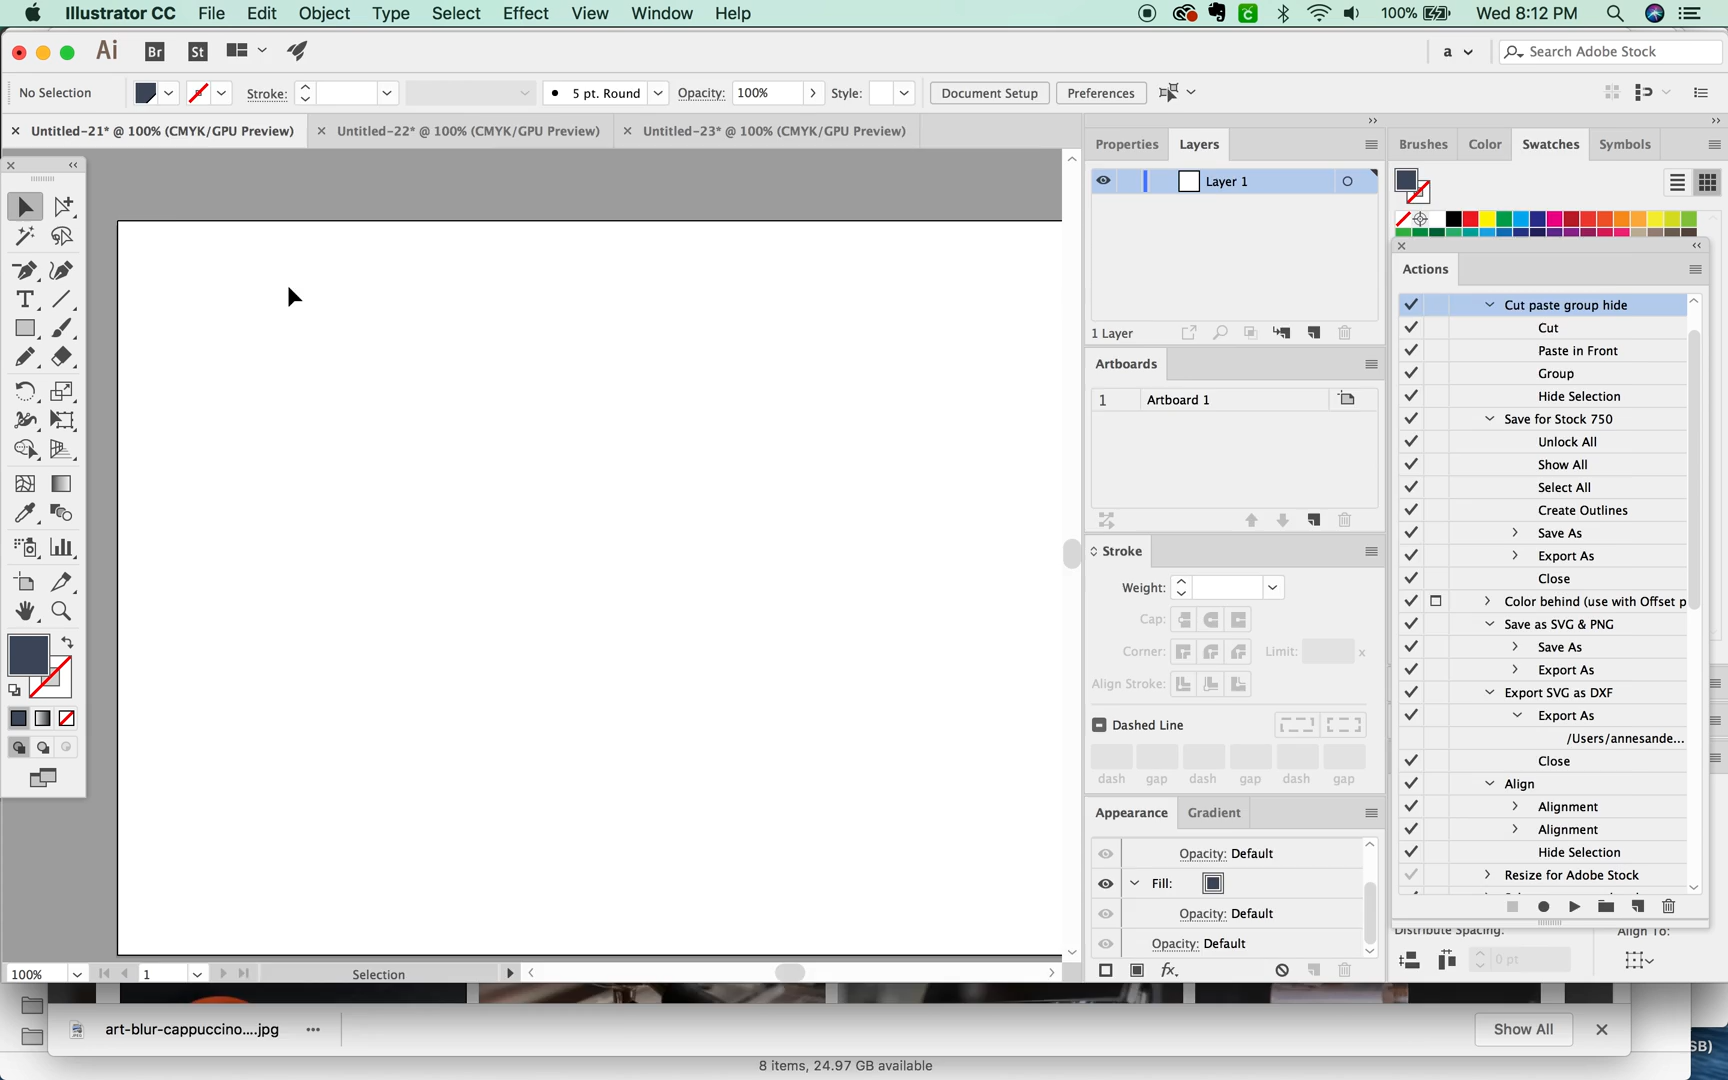 Illustrator CC File Edit Object Type Select Effect View Window Help 100% Wed 8:12 PM
Ai Br St a Search Adobe Stock
No Selection Stroke: 5 pt. Round Opacity: 100% Style: Document Setup Preferences
Untitled-21* @ 100% (CMYK/GPU Preview) Untitled-22* @ 100% (CMYK/GPU Preview) Untitled-23* @ 100% (CMYK/GPU Preview)
Properties Layers
Layer 1
1 Layer
Artboards
1 Artboard 1
Stroke
Weight:
Cap:
Corner: Limit: x
Align Stroke:
Dashed Line
dash gap dash gap dash gap
Appearance Gradient
Opacity: Default
Fill:
Opacity: Default
Opacity: Default
fx.
Brushes Color Swatches Symbols
Actions
Cut paste group hide
Cut
Paste in Front
Group
Hide Selection
Save for Stock 750
Unlock All
Show All
Select All
Create Outlines
Save As
Export As
Close
Color behind (use with Offset p
Save as SVG & PNG
Save As
Export As
Export SVG as DXF
Export As
/Users/annesande...
Close
Align
Alignment
Alignment
Hide Selection
Resize for Adobe Stock
Distribute Spacing: Align To:
0 pt
100% 1 Selection
art-blur-cappuccino....jpg Show All
SB)
8 items, 24.97 GB available